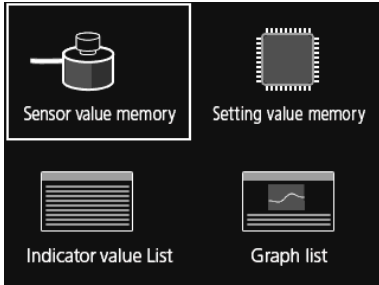 Sensor value memory
Setting value memory
Indicator value List
Graph list